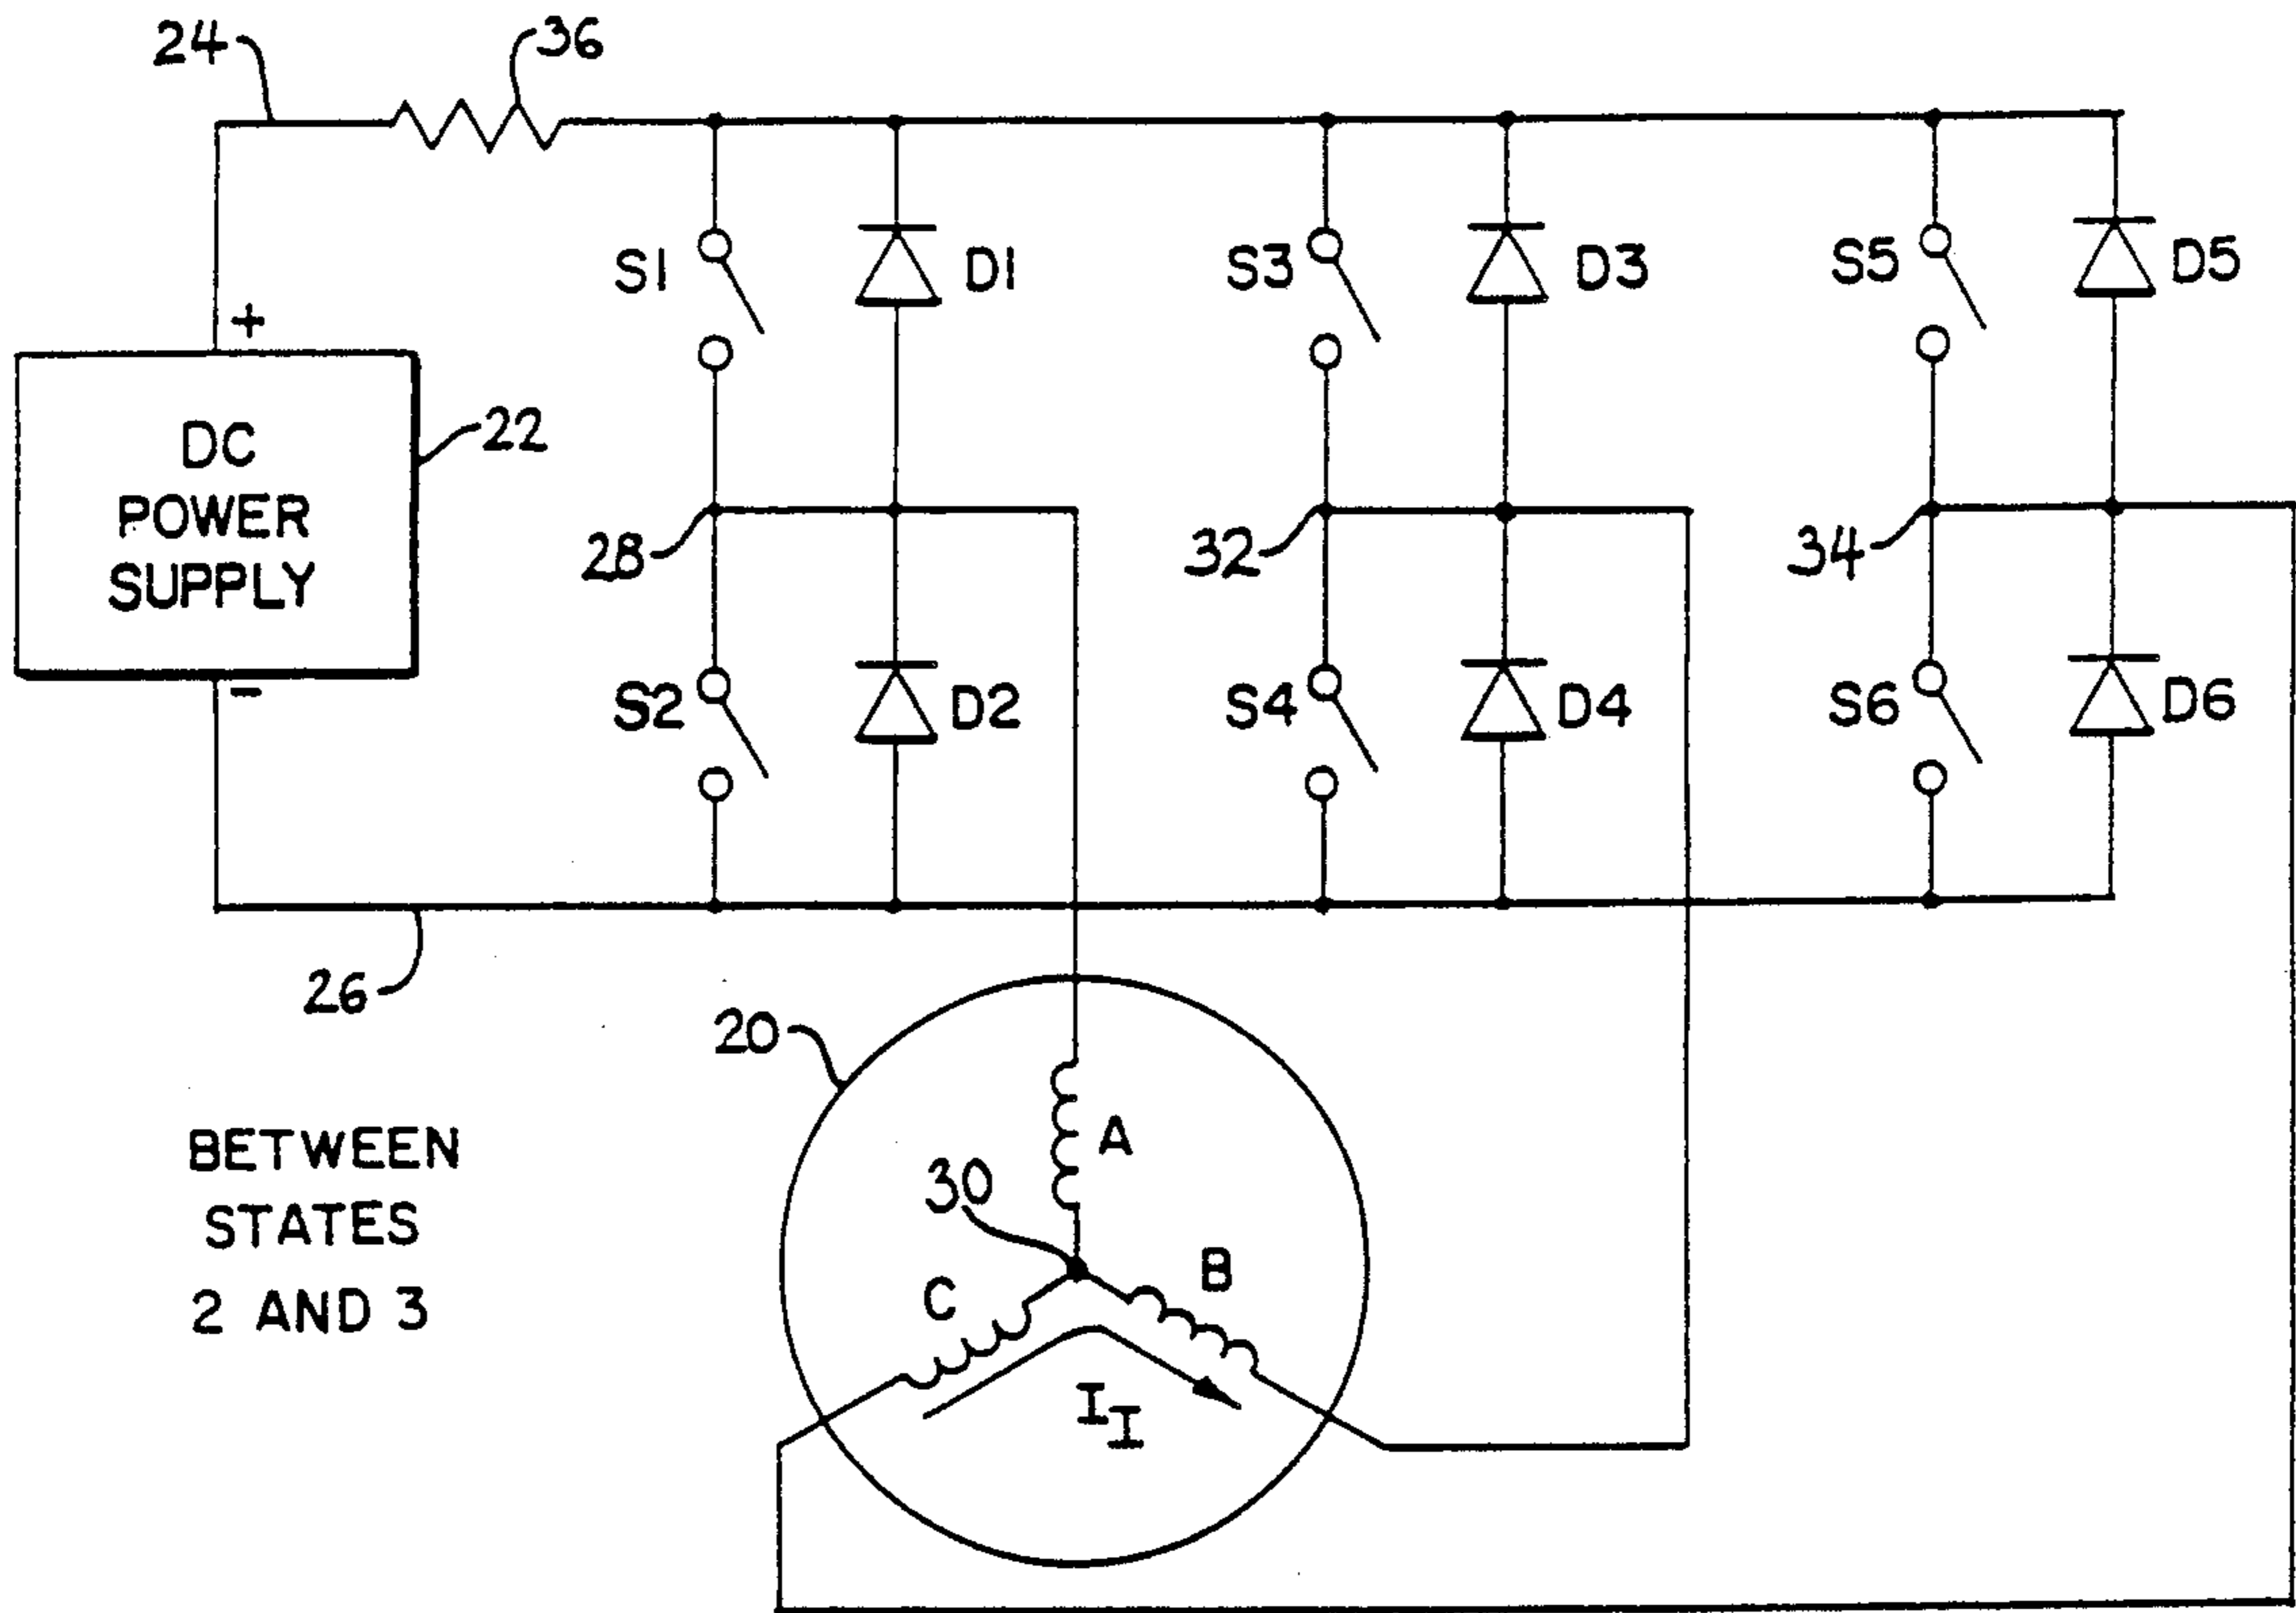 24
36
S1
D1
S3
D3
S5
D5
+
DC
POWER
SUPPLY
22
28
32
34
-
S2
D2
S4
D4
S6
D6
26
20
BETWEEN
STATES
2 AND 3
A
30
B
C
II